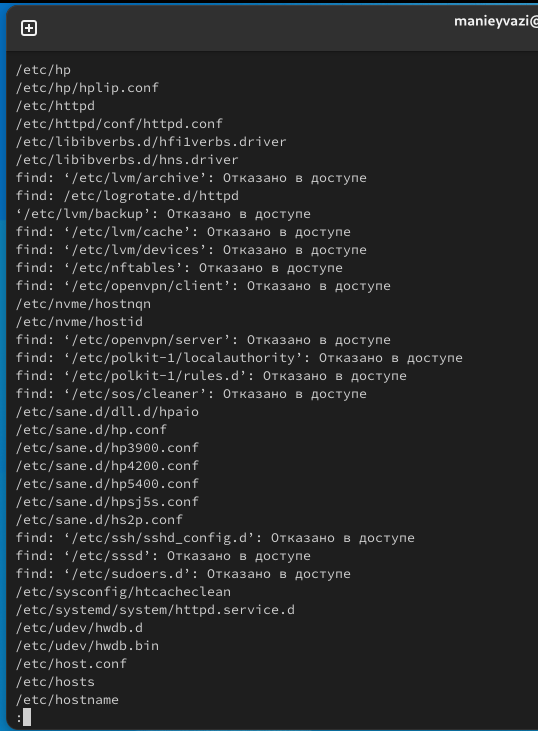 manieyvazi@
/etc/hp
/etc/hp/hplip.conf
/etc/httpd
/etc/httpd/conf/httpd.conf
/etc/libibverbs.d/hfi1verbs.driver
/etc/libibverbs.d/hns.driver
find: ‘/etc/lvm/archive’: Отказано в доступе
find: /etc/logrotate.d/httpd
‘/etc/lvm/backup’: Отказано в доступе
find: ‘/etc/lvm/cache’: Отказано в доступе
find: ‘/etc/lvm/devices’: Отказано в доступе
find: ‘/etc/nftables’: Отказано в доступе
find: ‘/etc/openvpn/client’: Отказано в доступе
/etc/nvme/hostnqn
/etc/nvme/hostid
find: ‘/etc/openvpn/server’: Отказано в доступе
find: ‘/etc/polkit-1/localauthority’: Отказано в доступе
find: ‘/etc/polkit-1/rules.d’: Отказано в доступе
find: ‘/etc/sos/cleaner’: Отказано в доступе
/etc/sane.d/dll.d/hpaio
/etc/sane.d/hp.conf
/etc/sane.d/hp3900.conf
/etc/sane.d/hp4200.conf
/etc/sane.d/hp5400.conf
/etc/sane.d/hpsj5s.conf
/etc/sane.d/hs2p.conf
find: ‘/etc/ssh/sshd_config.d’: Отказано в доступе
find: ‘/etc/sssd’: Отказано в доступе
find: ‘/etc/sudoers.d’: Отказано в доступе
/etc/sysconfig/htcacheclean
/etc/systemd/system/httpd.service.d
/etc/udev/hwdb.d
/etc/udev/hwdb.bin
/etc/host.conf
/etc/hosts
/etc/hostname
: